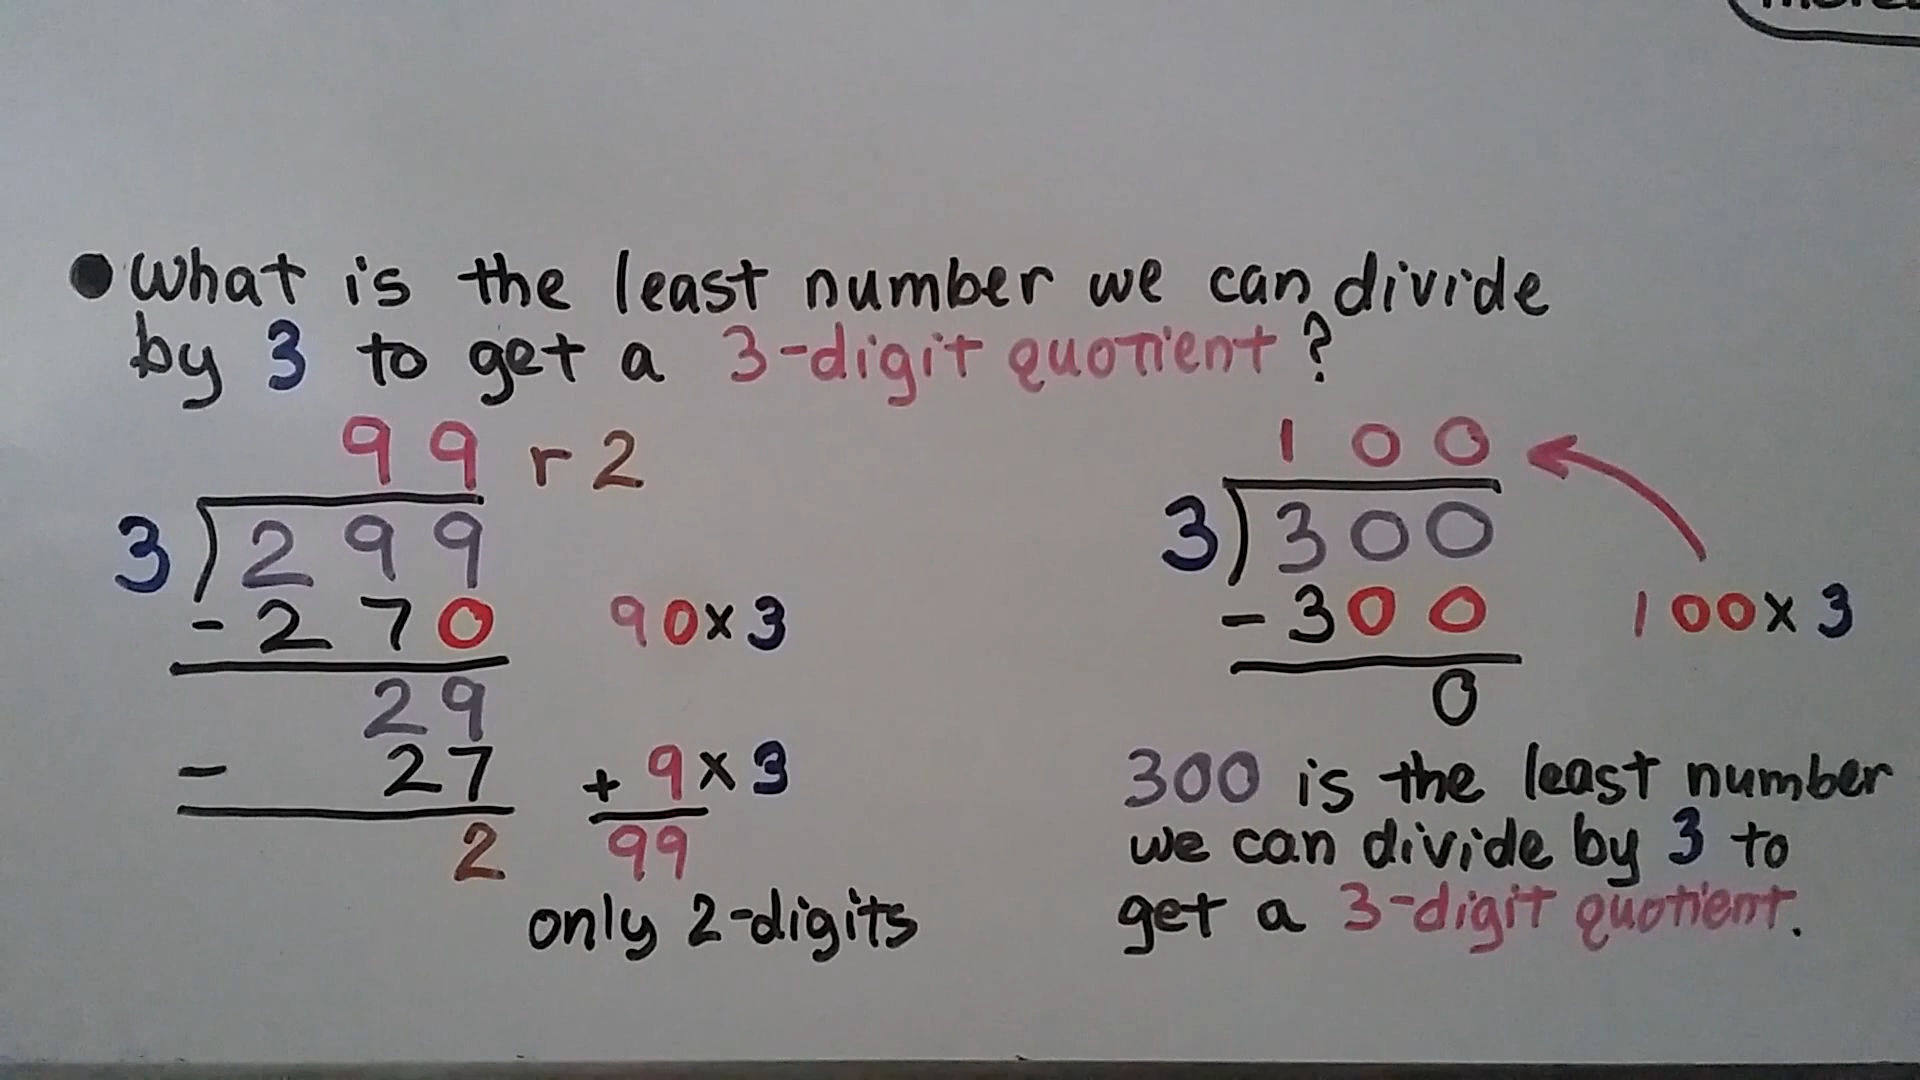 • What is the least number we can divide
by 3 to get a 3-digit quotient?
99 r 2
3)299
-270 90x3
29
- 27 + 9x3
2 99
only 2-digits
100
3)300
-300 100x3
0
300 is the least number
we can divide by 3 to
get a 3-digit quotient.